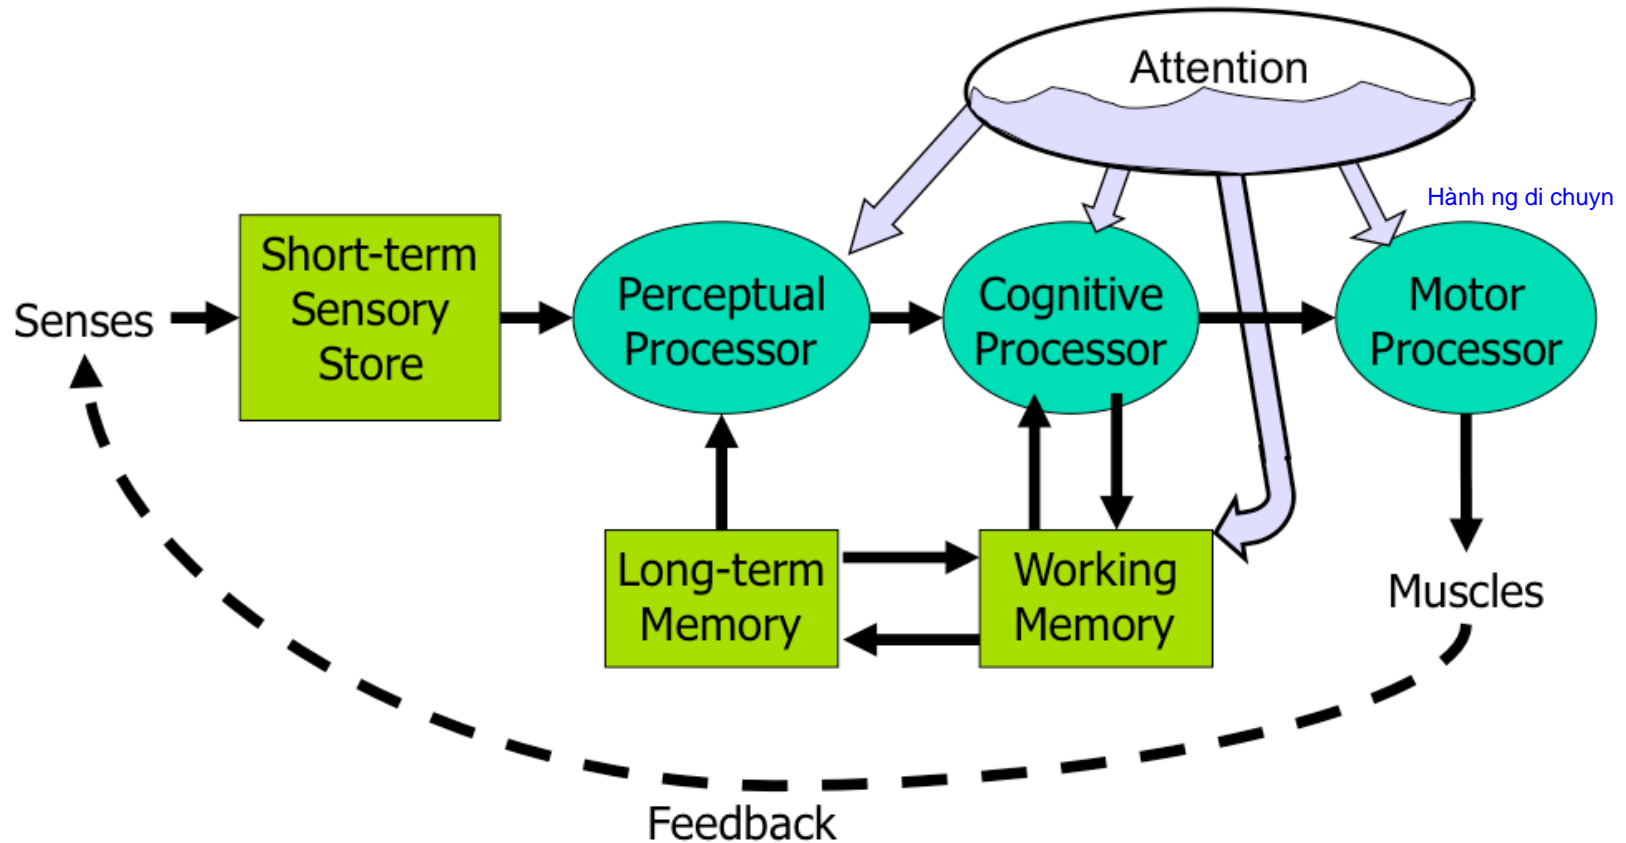 Attention
Hành ng di chuyn
Senses
Short-term
Sensory
Store
Perceptual
Processor
Cognitive
Processor
Motor
Processor
Long-term
Memory
Working
Memory
Muscles
Feedback